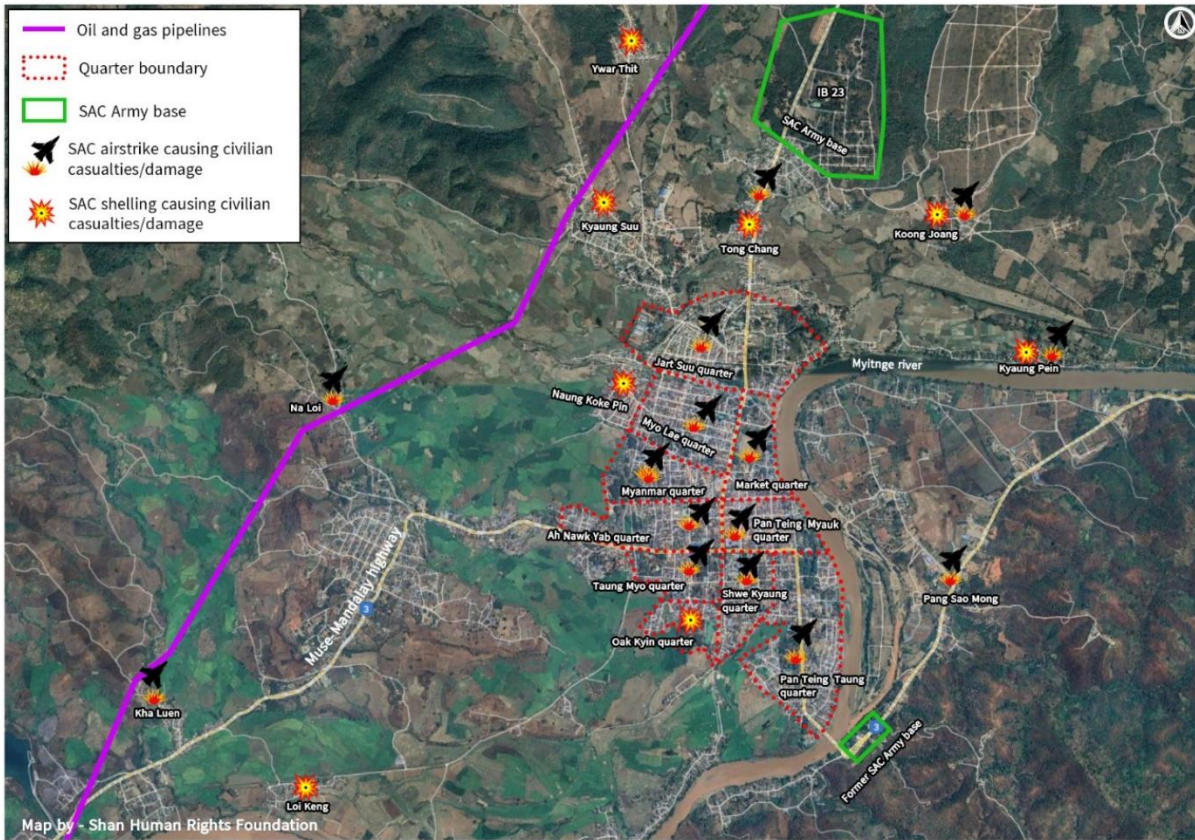 Oil and gas pipelines
Quarter boundary
SAC Army base
SAC airstrike causing civilian
casualties/damage
SAC shelling causing civilian
casualties/damage
Ywar Thit
IB 23
SAC Army base
Kyaung Suu
Tong Chang
Koong Joang
Jart Suu quarter
Myitnge river
Kyaung Pein
Na Loi
Naung Koke Pin
Myo Lae quarter
Myanmar quarter
Market quarter
Ah Nawk Yab quarter
Pan Teing Myauk
quarter
Muse-Mandalay highway
3
Taung Myo quarter
Shwe Kyaung
quarter
Pang Sao Mong
Oak Kyin quarter
Pan Teing Taung
quarter
Kha Luen
3
Former SAC Army base
Loi Keng
Map by - Shan Human Rights Foundation